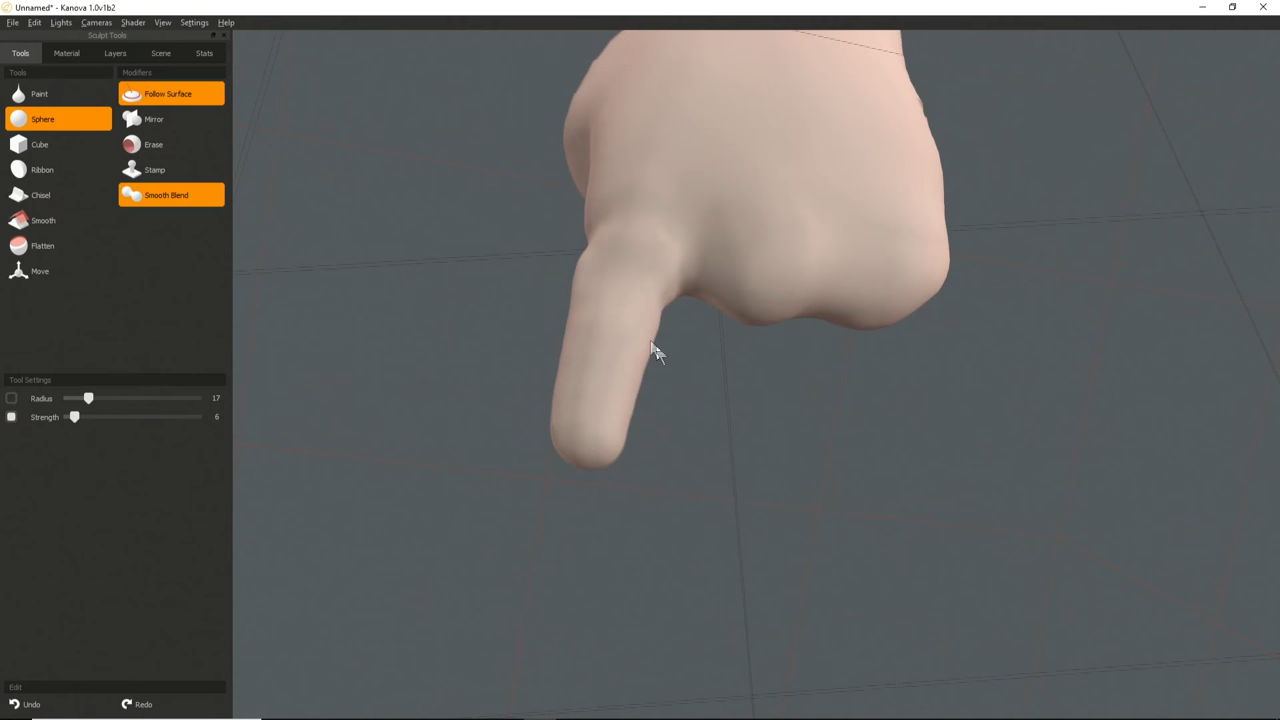 Unnamed* - Kanova 1.0v1b2
File Edit Lights Cameras Shader View Settings Help
Sculpt Tools
Tools Material Layers Scene Stats
Tools Modifiers
Paint Follow Surface
Sphere Mirror
Cube Erase
Ribbon Stamp
Chisel Smooth Blend
Smooth
Flatten
Move
Tool Settings
Radius 17
Strength 6
Edit
Undo Redo